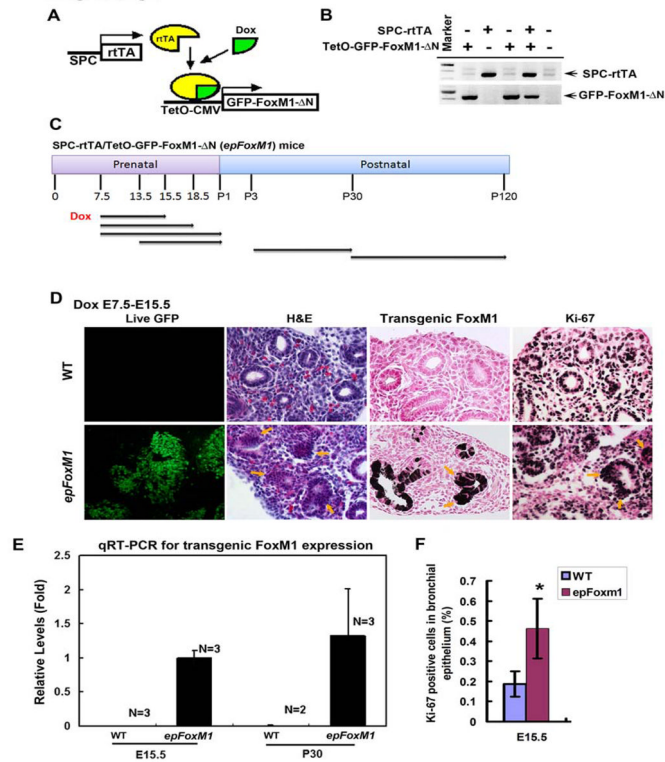 A
rtTA
Dox
SPC
rtTA
TetO-CMV
GFP-FoxM1-ΔN
B
Marker
SPC-rtTA - + - + -
TetO-GFP-FoxM1-ΔN + - + + -
SPC-rtTA
GFP-FoxM1-ΔN
C
SPC-rtTA/TetO-GFP-FoxM1-ΔN (epFoxM1) mice
Prenatal Postnatal
0 7.5 13.5 15.5 18.5 P1 P3 P30 P120
Dox
D Dox E7.5-E15.5
Live GFP H&E Transgenic FoxM1 Ki-67
WT
epFoxM1
E
qRT-PCR for transgenic FoxM1 expression
Relative Levels (Fold)
2.5
2
1.5
1
0.5
0
N=3
N=3
N=2
N=3
WT epFoxM1 WT epFoxM1
E15.5 P30
F
WT
epFoxm1
Ki-67 positive cells in bronchial
epithelium (%)
0.7
0.6
0.5
0.4
0.3
0.2
0.1
0
*
E15.5